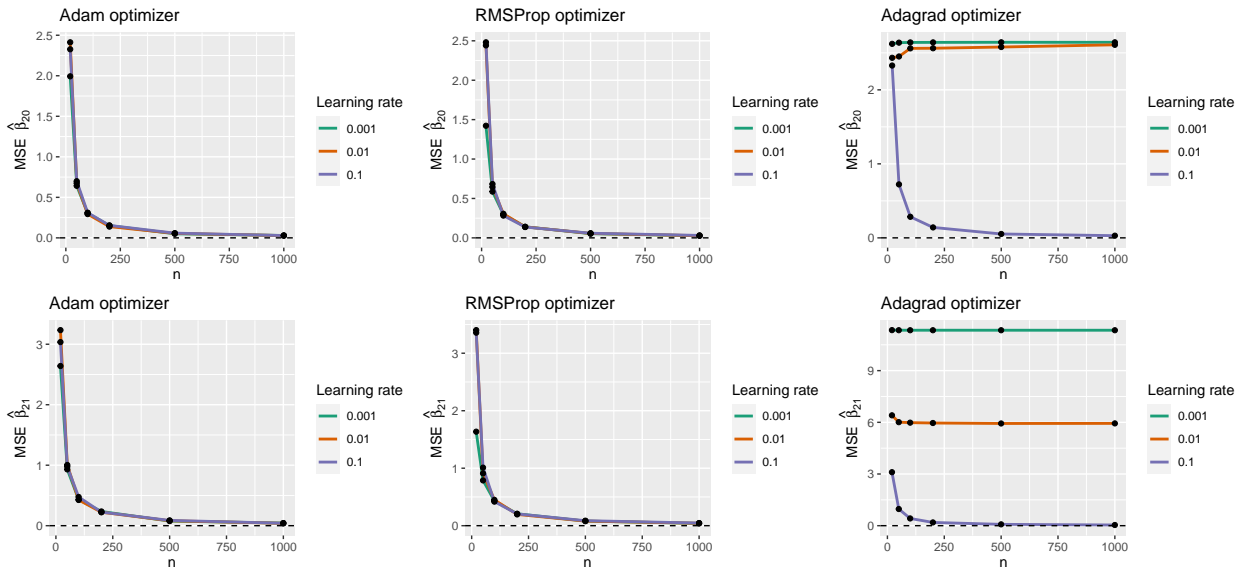 Adam optimizer
MSE β̂20
2.5
2.0
1.5
1.0
0.5
0.0
0 250 500 750 1000
n
Learning rate
0.001
0.01
0.1
RMSProp optimizer
MSE β̂20
2.5
2.0
1.5
1.0
0.5
0.0
0 250 500 750 1000
n
Learning rate
0.001
0.01
0.1
Adagrad optimizer
MSE β̂20
2
1
0
0 250 500 750 1000
n
Learning rate
0.001
0.01
0.1
Adam optimizer
MSE β̂21
3
2
1
0
0 250 500 750 1000
n
Learning rate
0.001
0.01
0.1
RMSProp optimizer
MSE β̂21
3
2
1
0
0 250 500 750 1000
n
Learning rate
0.001
0.01
0.1
Adagrad optimizer
MSE β̂21
9
6
3
0
0 250 500 750 1000
n
Learning rate
0.001
0.01
0.1